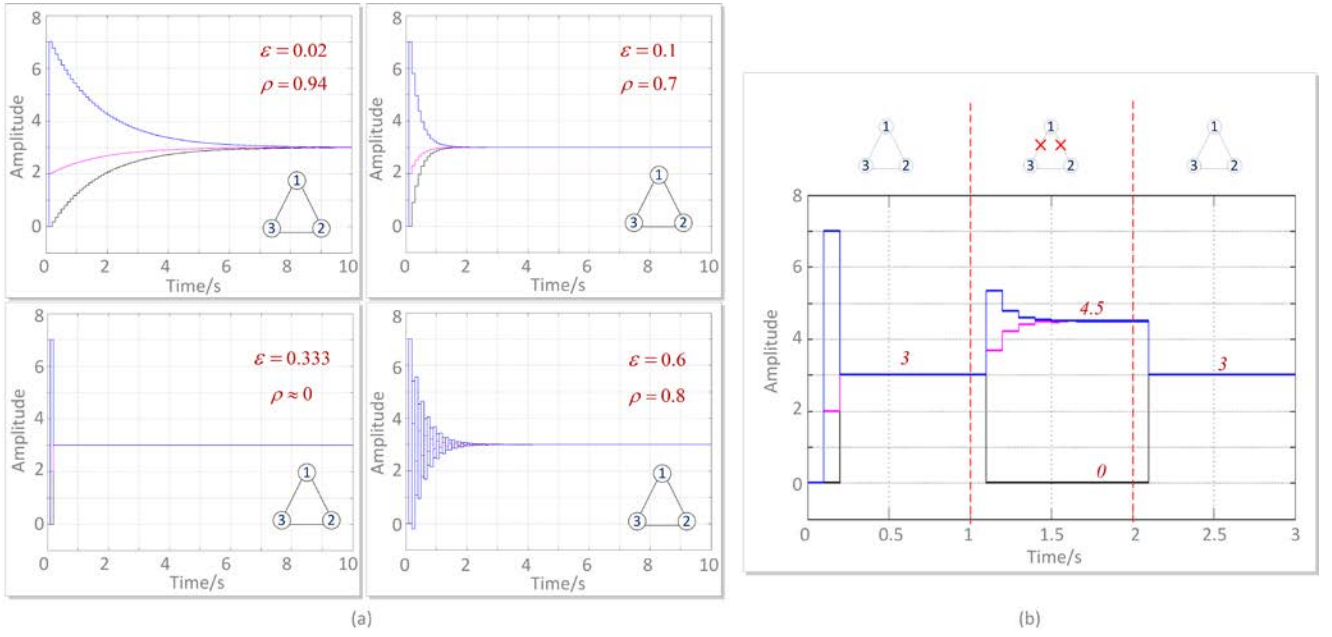 8
6
4
2
0
Amplitude
ε = 0.02
ρ = 0.94
1
3 2
0 2 4 6 8 10
Time/s
8
6
4
2
0
Amplitude
ε = 0.1
ρ = 0.7
1
3 2
0 2 4 6 8 10
Time/s
8
6
4
2
0
Amplitude
ε = 0.333
ρ ≈ 0
1
3 2
0 2 4 6 8 10
Time/s
8
6
4
2
0
Amplitude
ε = 0.6
ρ = 0.8
1
3 2
0 2 4 6 8 10
Time/s
(a)
1
3 2
1
3 2
1
3 2
8
6
4
2
0
Amplitude
3
4.5
0
3
0 0.5 1 1.5 2 2.5 3
Time/s
(b)